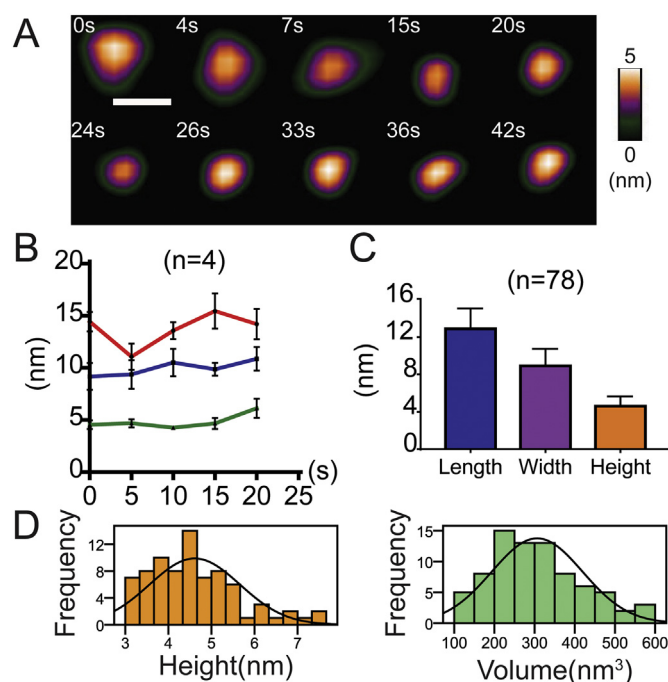 A
0s 4s 7s 15s 20s
24s 26s 33s 36s 42s
5
0
(nm)
B
(n=4)
20
15
10
5
0
(nm)
0 5 10 15 20 25 (s)
C
(n=78)
16
12
8
4
0
(nm)
Length Width Height
D
Frequency
12
8
4
0
3 4 5 6 7
Height(nm)
Frequency
15
10
5
0
100 200 300 400 500 600
Volume(nm³)